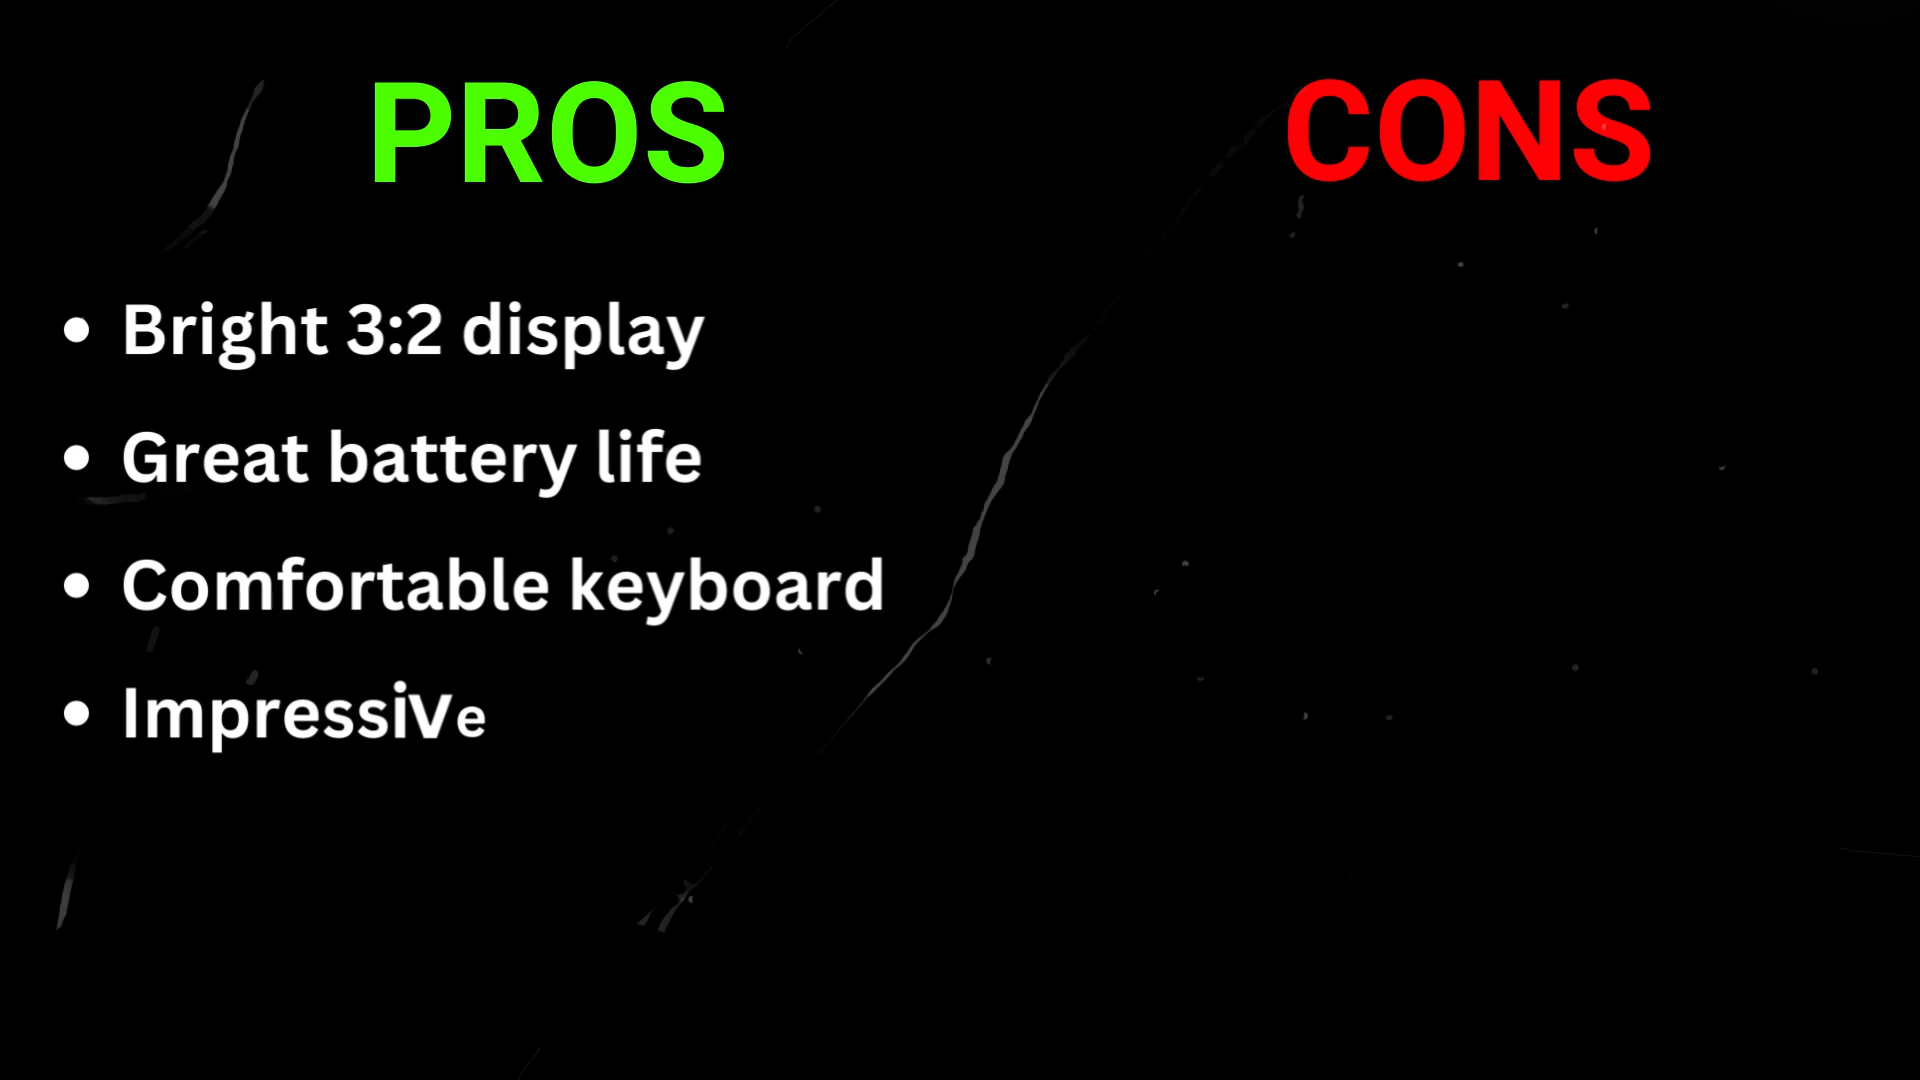 PROS
CONS
• Bright 3:2 display
• Great battery life
• Comfortable keyboard
• Impressive